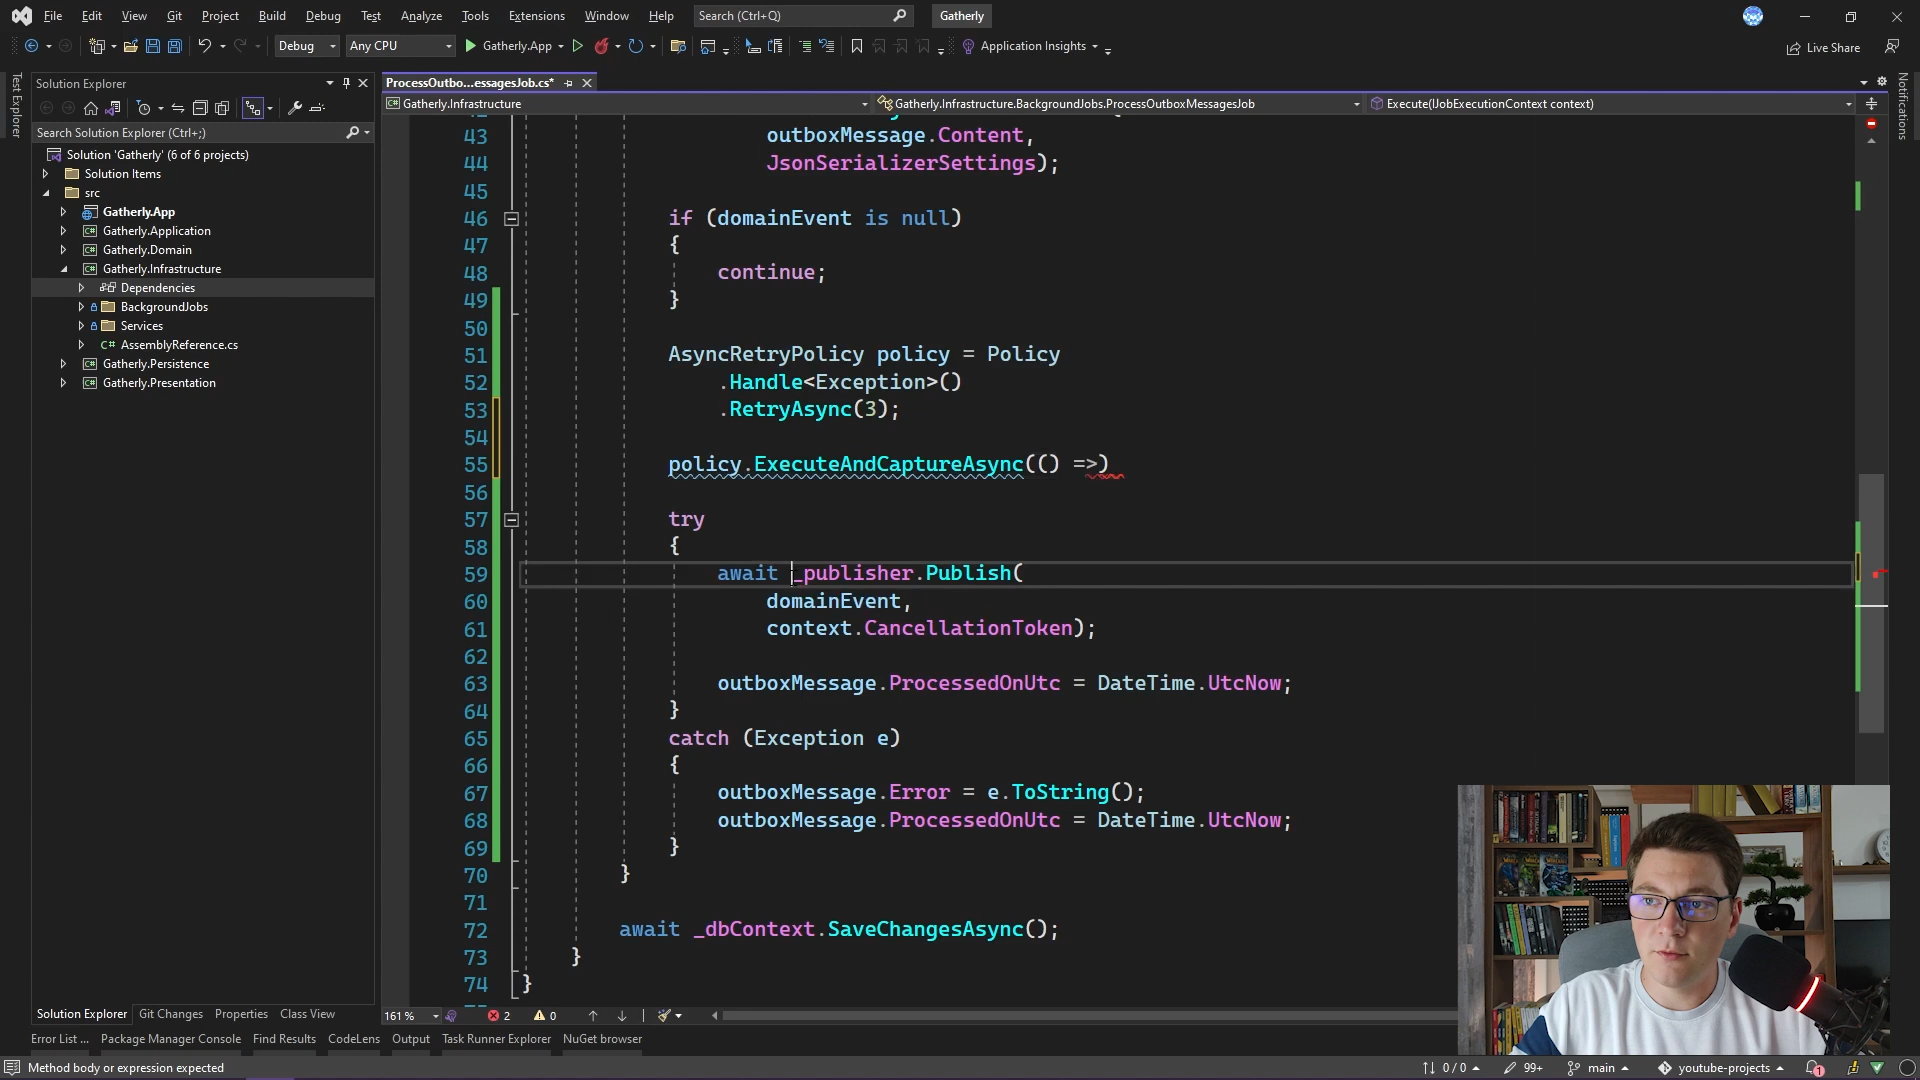 File Edit View Git Project Build Debug Test Analyze Tools Extensions Window Help Search (Ctrl+Q) Gatherly
Debug Any CPU Gatherly.App Application Insights Live Share
Test Explorer
Solution Explorer
Search Solution Explorer (Ctrl+;)
Solution 'Gatherly' (6 of 6 projects)
Solution Items
src
Gatherly.App
Gatherly.Application
Gatherly.Domain
Gatherly.Infrastructure
Dependencies
BackgroundJobs
Services
AssemblyReference.cs
Gatherly.Persistence
Gatherly.Presentation
Solution Explorer Git Changes Properties Class View
ProcessOutbo...essagesJob.cs*
Gatherly.Infrastructure Gatherly.Infrastructure.BackgroundJobs.ProcessOutboxMessagesJob Execute(IJobExecutionContext context)
43 outboxMessage.Content,
44 JsonSerializerSettings);
45
46 if (domainEvent is null)
47 {
48 continue;
49 }
50
51 AsyncRetryPolicy policy = Policy
52 .Handle<Exception>()
53 .RetryAsync(3);
54
55 policy.ExecuteAndCaptureAsync(() =>)
56
57 try
58 {
59 await _publisher.Publish(
60 domainEvent,
61 context.CancellationToken);
62
63 outboxMessage.ProcessedOnUtc = DateTime.UtcNow;
64 }
65 catch (Exception e)
66 {
67 outboxMessage.Error = e.ToString();
68 outboxMessage.ProcessedOnUtc = DateTime.UtcNow;
69 }
70 }
71
72 await _dbContext.SaveChangesAsync();
73 }
74 }
161 % 2 0
Notifications
Error List ... Package Manager Console Find Results CodeLens Output Task Runner Explorer NuGet browser
Method body or expression expected 0 / 0 99+ main youtube-projects 1